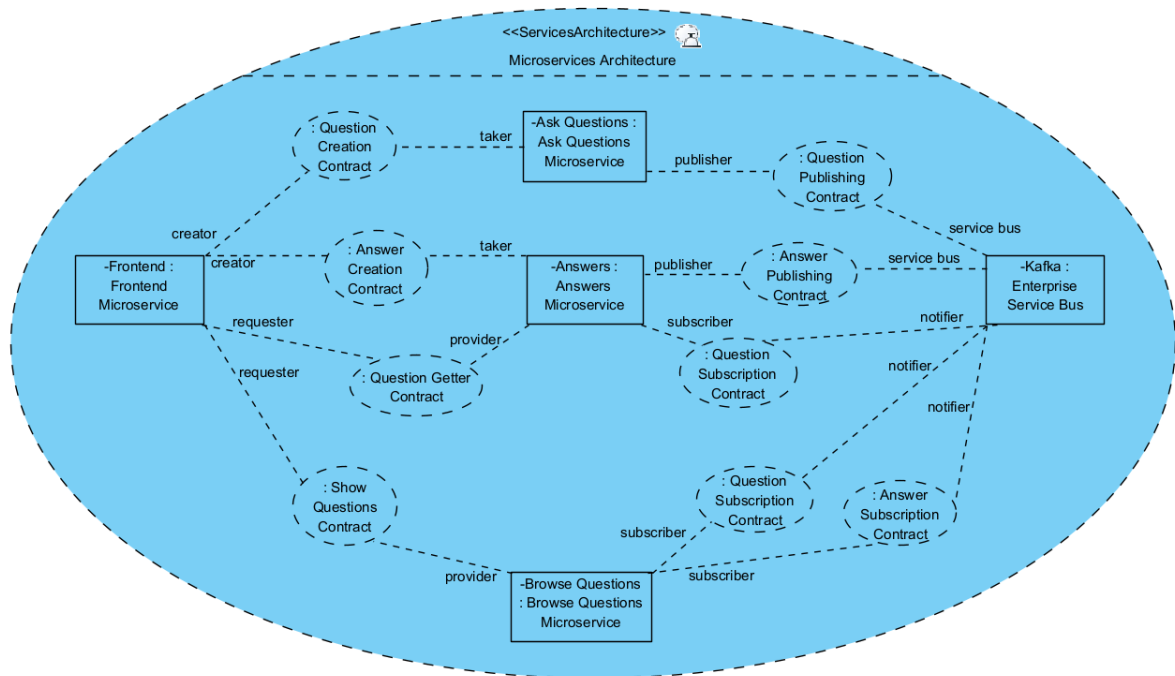 <<ServicesArchitecture>>
Microservices Architecture
: Question
Creation
Contract
taker
-Ask Questions :
Ask Questions
Microservice
publisher
: Question
Publishing
Contract
creator
service bus
-Frontend :
Frontend
Microservice
creator
: Answer
Creation
Contract
taker
-Answers :
Answers
Microservice
publisher
: Answer
Publishing
Contract
service bus
-Kafka :
Enterprise
Service Bus
requester
provider
subscriber
notifier
requester
: Question Getter
Contract
: Question
Subscription
Contract
notifier
notifier
: Show
Questions
Contract
: Question
Subscription
Contract
: Answer
Subscription
Contract
subscriber
provider
-Browse Questions
: Browse Questions
Microservice
subscriber